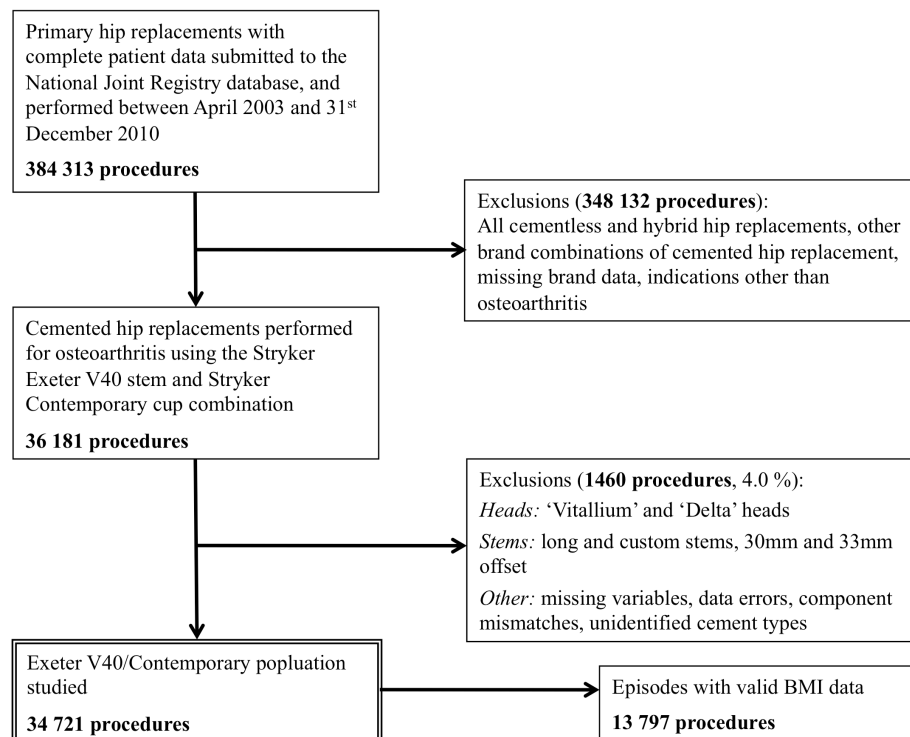 Primary hip replacements with
complete patient data submitted to the
National Joint Registry database, and
performed between April 2003 and 31st
December 2010
384 313 procedures
Exclusions (348 132 procedures):
All cementless and hybrid hip replacements, other
brand combinations of cemented hip replacement,
missing brand data, indications other than
osteoarthritis
Cemented hip replacements performed
for osteoarthritis using the Stryker
Exeter V40 stem and Stryker
Contemporary cup combination
36 181 procedures
Exclusions (1460 procedures, 4.0 %):
Heads: ‘Vitallium’ and ‘Delta’ heads
Stems: long and custom stems, 30mm and 33mm
offset
Other: missing variables, data errors, component
mismatches, unidentified cement types
Exeter V40/Contemporary popluation
studied
34 721 procedures
Episodes with valid BMI data
13 797 procedures